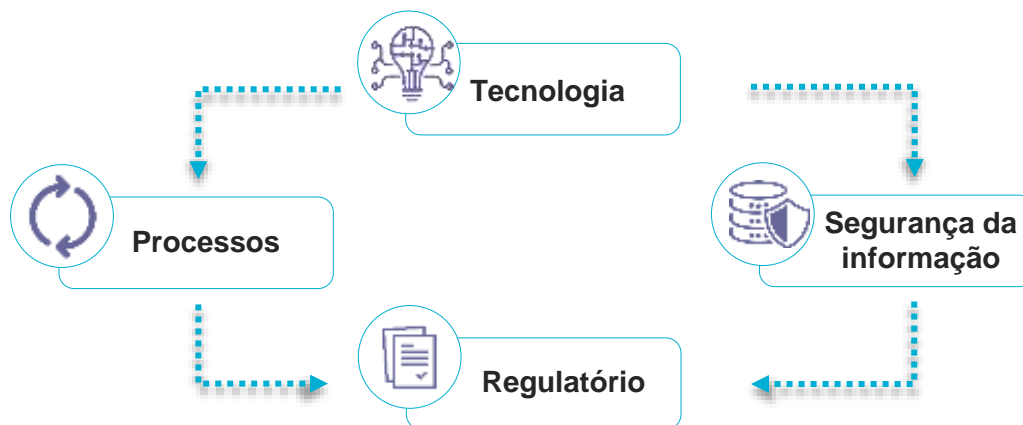 Tecnologia
Processos
Segurança da
informação
Regulatório